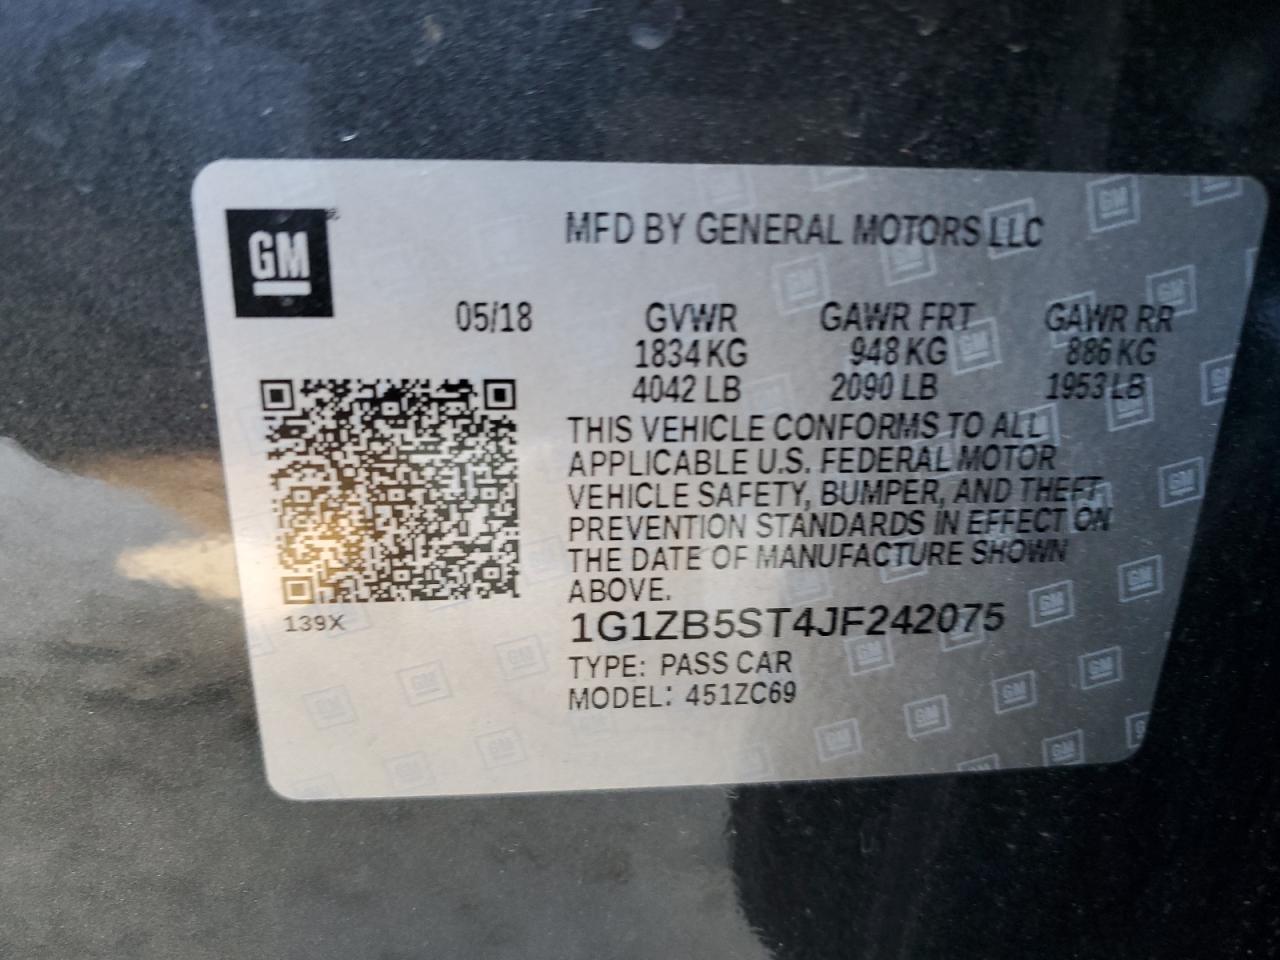 GM
MFD BY GENERAL MOTORS LLC
05/18 GVWR GAWR FRT GAWR RR
1834 KG 948 KG 886 KG
4042 LB 2090 LB 1953 LB
THIS VEHICLE CONFORMS TO ALL
APPLICABLE U.S. FEDERAL MOTOR
VEHICLE SAFETY, BUMPER, AND THEFT
PREVENTION STANDARDS IN EFFECT ON
THE DATE OF MANUFACTURE SHOWN
ABOVE.
139X
1G1ZB5ST4JF242075
TYPE: PASS CAR
MODEL: 451ZC69